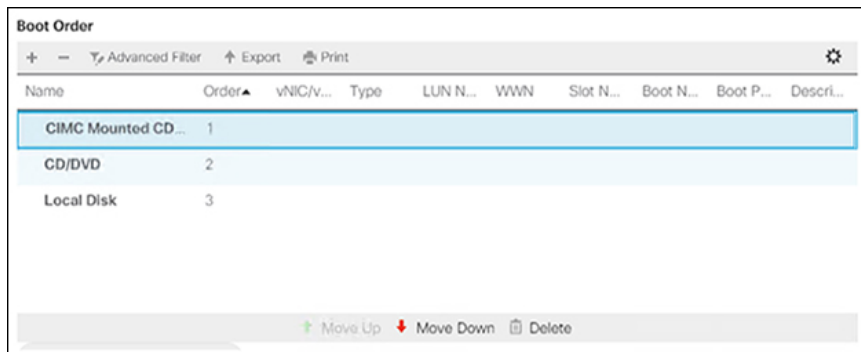 Boot Order
+ − Advanced Filter Export Print
Name Order vNIC/v... Type LUN N... WWN Slot N... Boot N... Boot P... Descri...
CIMC Mounted CD... 1
CD/DVD 2
Local Disk 3
Move Up Move Down Delete